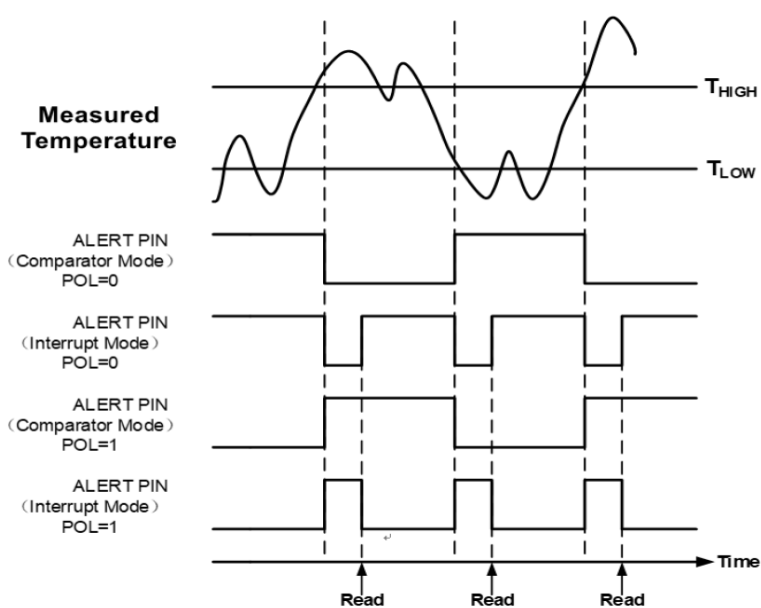 Measured
Temperature
THIGH
TLOW
ALERT PIN
（Comparator Mode）
POL=0
ALERT PIN
（Interrupt Mode）
POL=0
ALERT PIN
（Comparator Mode）
POL=1
ALERT PIN
（Interrupt Mode）
POL=1
Time
Read Read Read